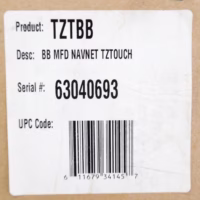 Product: TZTBB
Desc: BB MFD NAVNET TZTOUCH
Serial #: 63040693
UPC Code:
6 11679 34145 7